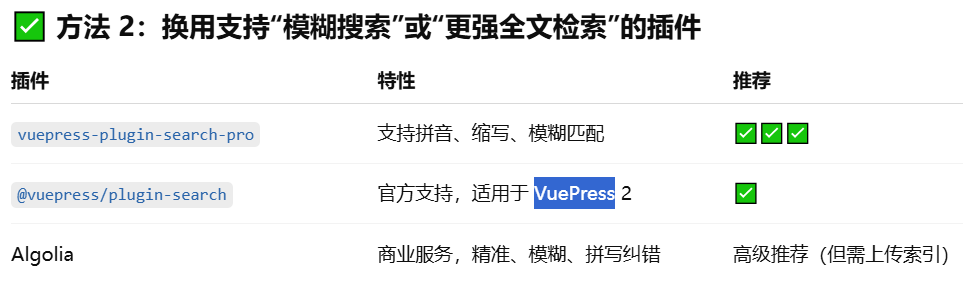 ✅ 方法 2：换用支持“模糊搜索”或“更强全文检索”的插件
插件 特性 推荐
vuepress-plugin-search-pro 支持拼音、缩写、模糊匹配 ✅✅✅
@vuepress/plugin-search 官方支持，适用于 VuePress 2 ✅
Algolia 商业服务，精准、模糊、拼写纠错 高级推荐（但需上传索引）